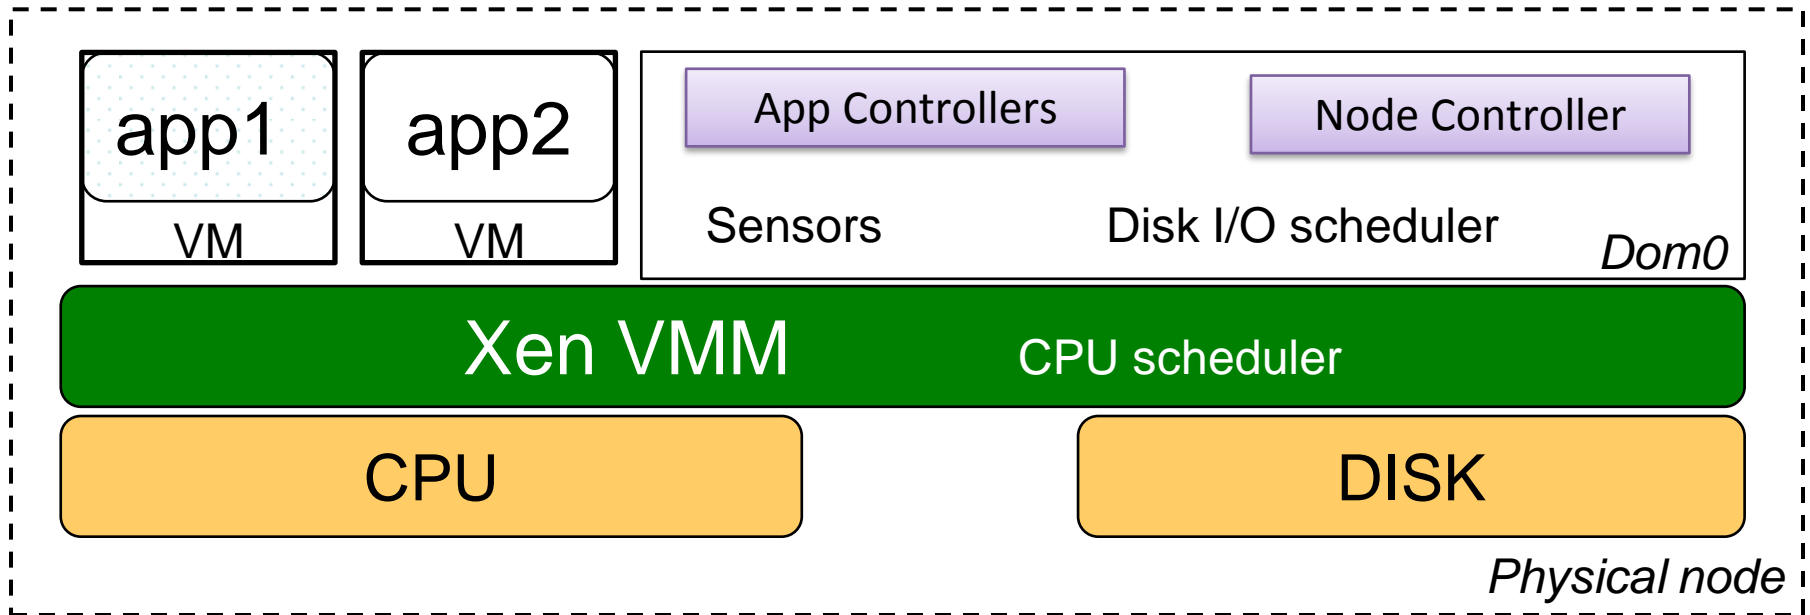 app1
VM
app2
VM
App Controllers
Node Controller
Sensors
Disk I/O scheduler
Dom0
Xen VMM
CPU scheduler
CPU
DISK
Physical node